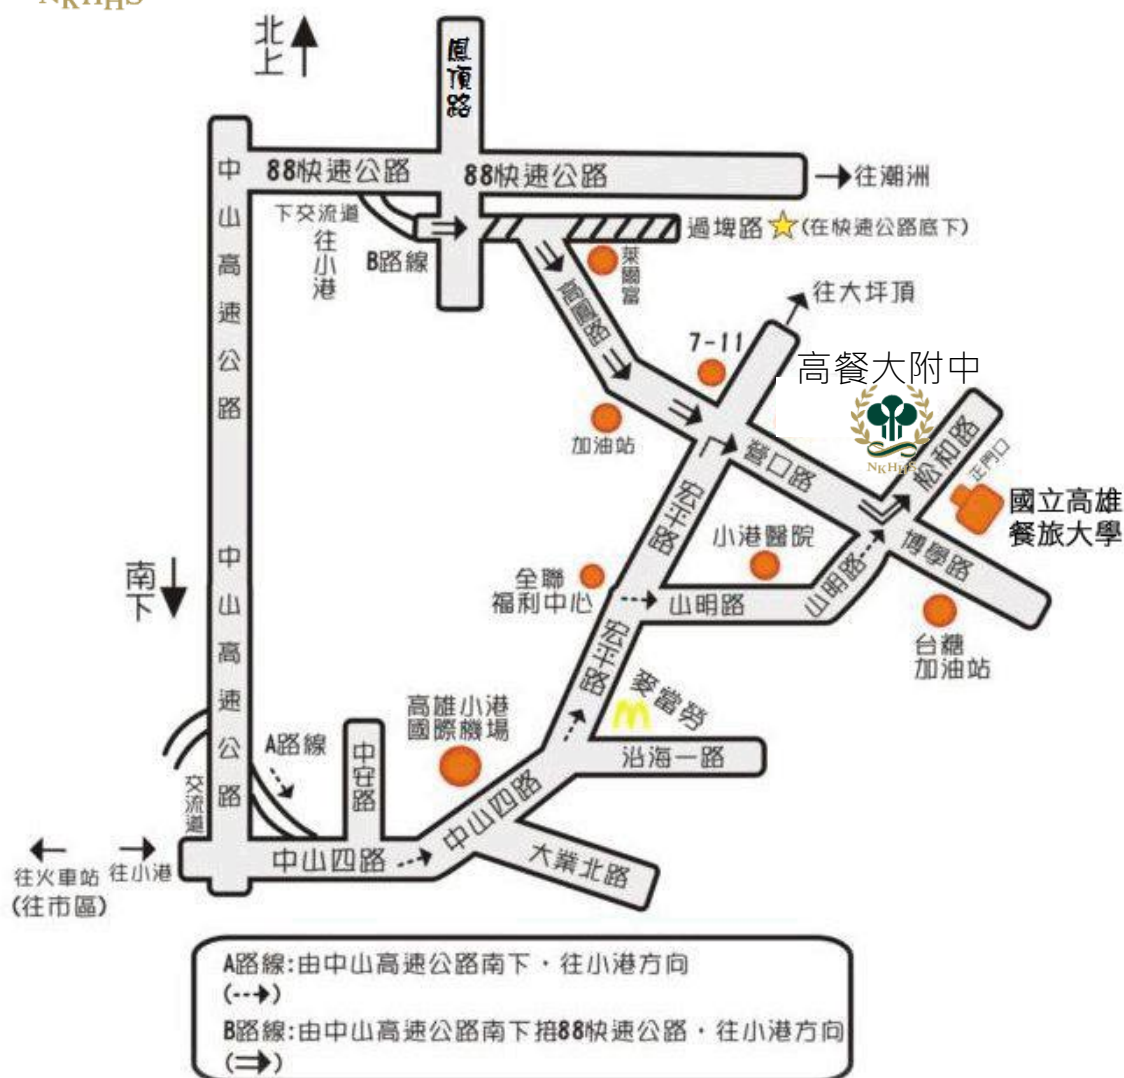 NKHHS
北上
鳳頂路
中山高速公路
88快速公路
88快速公路
往潮洲
下交流道
往小港
B路線
過埤路
(在快速公路底下)
萊爾富
高鳳路
往大坪頂
7-11
高餐大附中
NKHHS
加油站
營口路
松和路
正門口
國立高雄
餐旅大學
宏平路
小港醫院
博學路
南下
中山高速公路
全聯
福利中心
山明路
山明路
台糖
加油站
宏平路
麥當勞
高雄小港
國際機場
沿海一路
A路線
中安路
交流道
中山四路
中山四路
大業北路
往火車站
(往市區)
往小港
A路線:由中山高速公路南下,往小港方向
(--→)
B路線:由中山高速公路南下接88快速公路,往小港方向
(⇒)